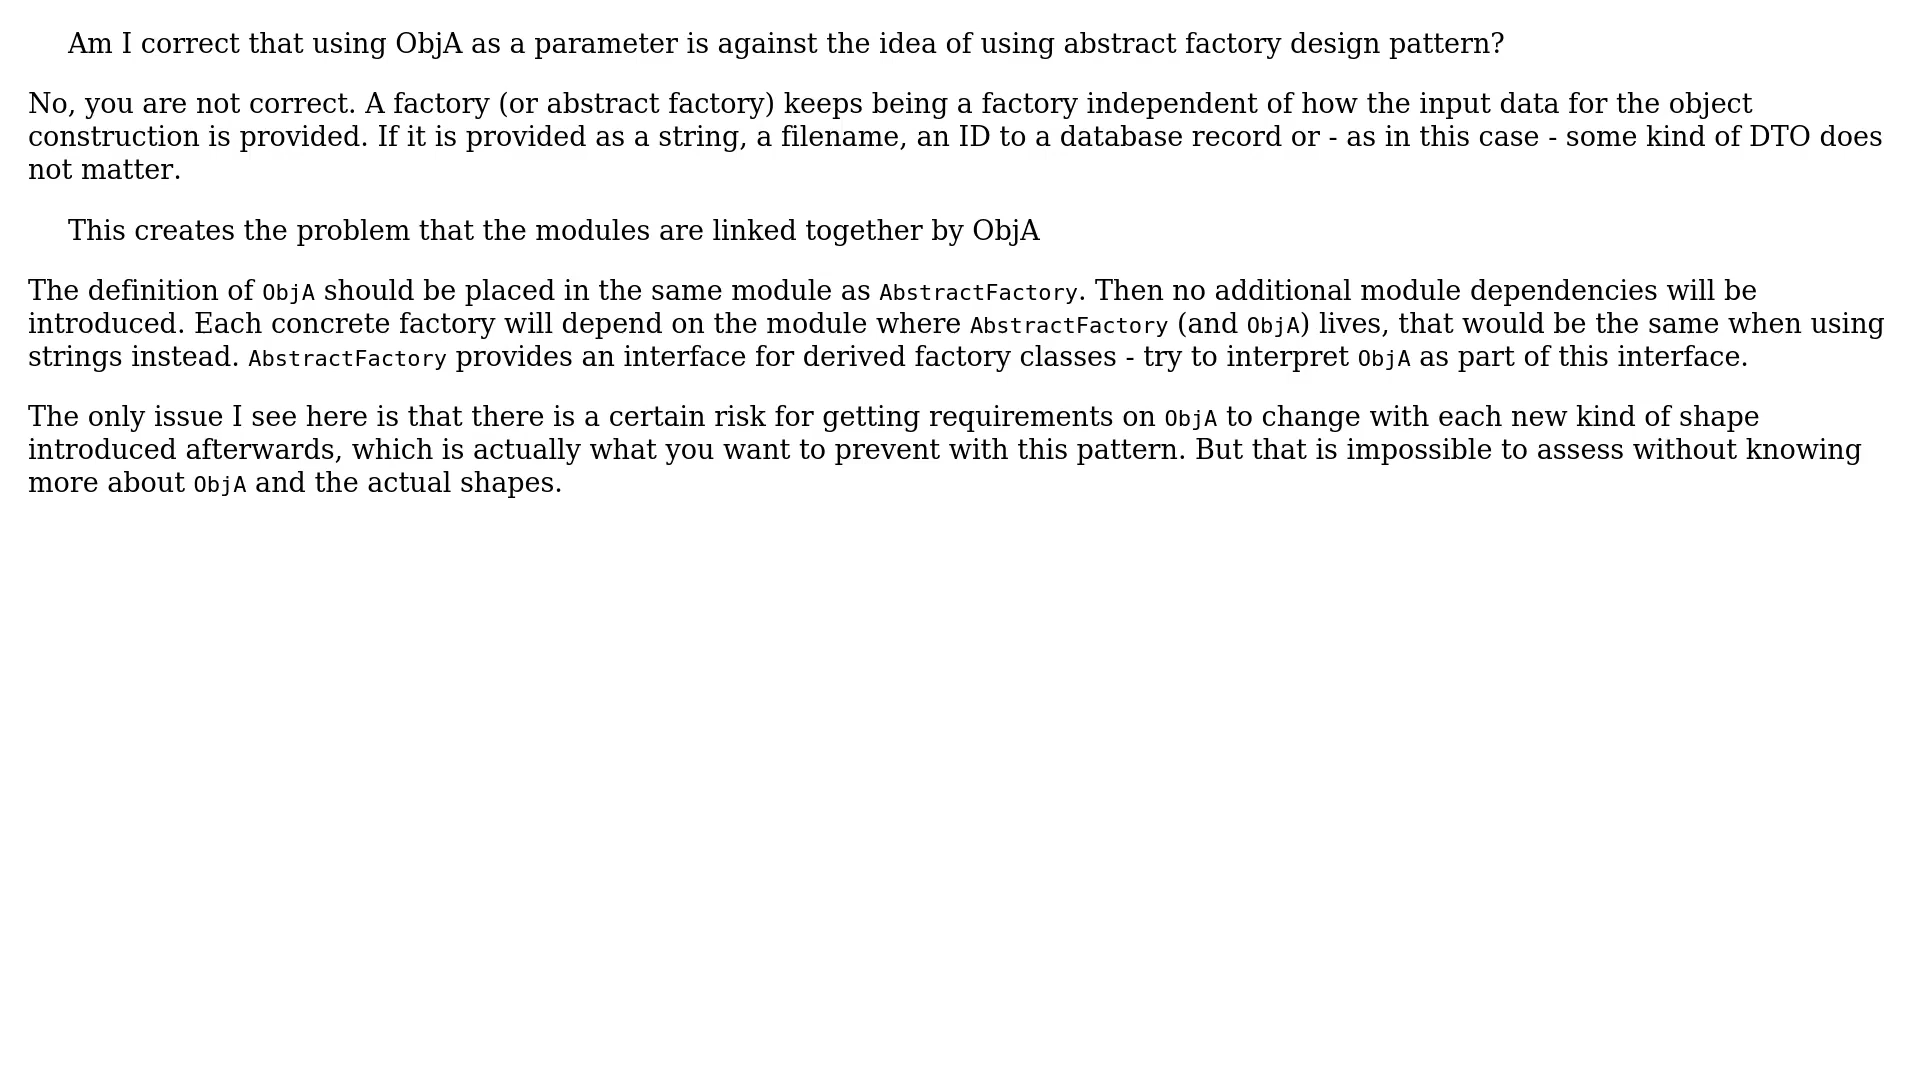 Am I correct that using ObjA as a parameter is against the idea of using abstract factory design pattern?
No, you are not correct. A factory (or abstract factory) keeps being a factory independent of how the input data for the object
construction is provided. If it is provided as a string, a filename, an ID to a database record or - as in this case - some kind of DTO does
not matter.
This creates the problem that the modules are linked together by ObjA
The definition of ObjA should be placed in the same module as AbstractFactory. Then no additional module dependencies will be
introduced. Each concrete factory will depend on the module where AbstractFactory (and ObjA) lives, that would be the same when using
strings instead. AbstractFactory provides an interface for derived factory classes - try to interpret ObjA as part of this interface.
The only issue I see here is that there is a certain risk for getting requirements on ObjA to change with each new kind of shape
introduced afterwards, which is actually what you want to prevent with this pattern. But that is impossible to assess without knowing
more about ObjA and the actual shapes.